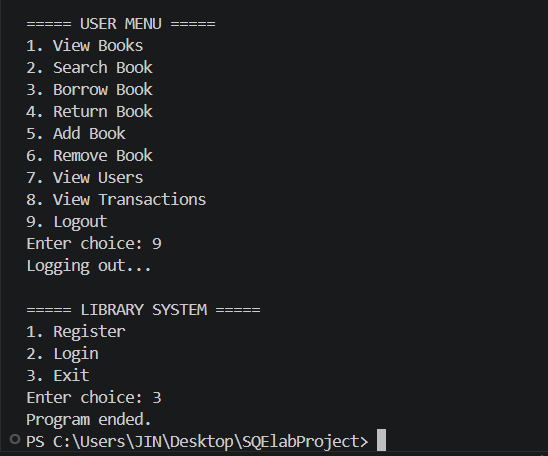 ===== USER MENU =====
1. View Books
2. Search Book
3. Borrow Book
4. Return Book
5. Add Book
6. Remove Book
7. View Users
8. View Transactions
9. Logout
Enter choice: 9
Logging out...
===== LIBRARY SYSTEM =====
1. Register
2. Login
3. Exit
Enter choice: 3
Program ended.
PS C:\Users\JIN\Desktop\SQElabProject>